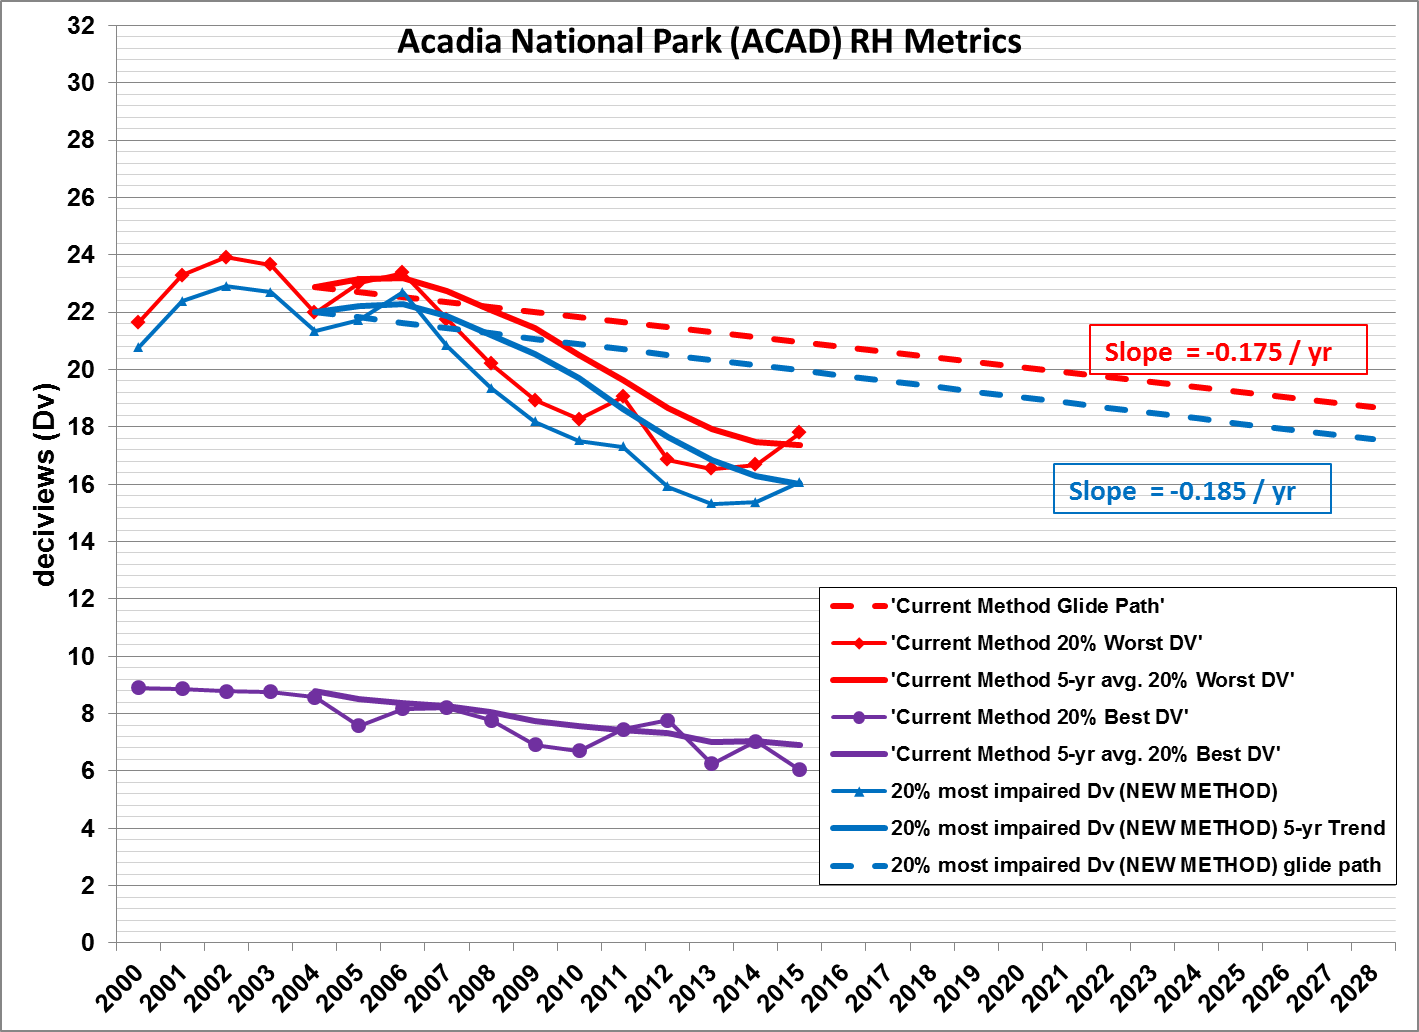 Acadia National Park (ACAD) RH Metrics
deciviews (Dv)
32
30
28
26
24
22
20
18
16
14
12
10
8
6
4
2
0
Slope = -0.175 / yr
Slope = -0.185 / yr
'Current Method Glide Path'
'Current Method 20% Worst DV'
'Current Method 5-yr avg. 20% Worst DV'
'Current Method 20% Best DV'
'Current Method 5-yr avg. 20% Best DV'
20% most impaired Dv (NEW METHOD)
20% most impaired Dv (NEW METHOD) 5-yr Trend
20% most impaired Dv (NEW METHOD) glide path
2000 2001 2002 2003 2004 2005 2006 2007 2008 2009 2010 2011 2012 2013 2014 2015 2016 2017 2018 2019 2020 2021 2022 2023 2024 2025 2026 2027 2028